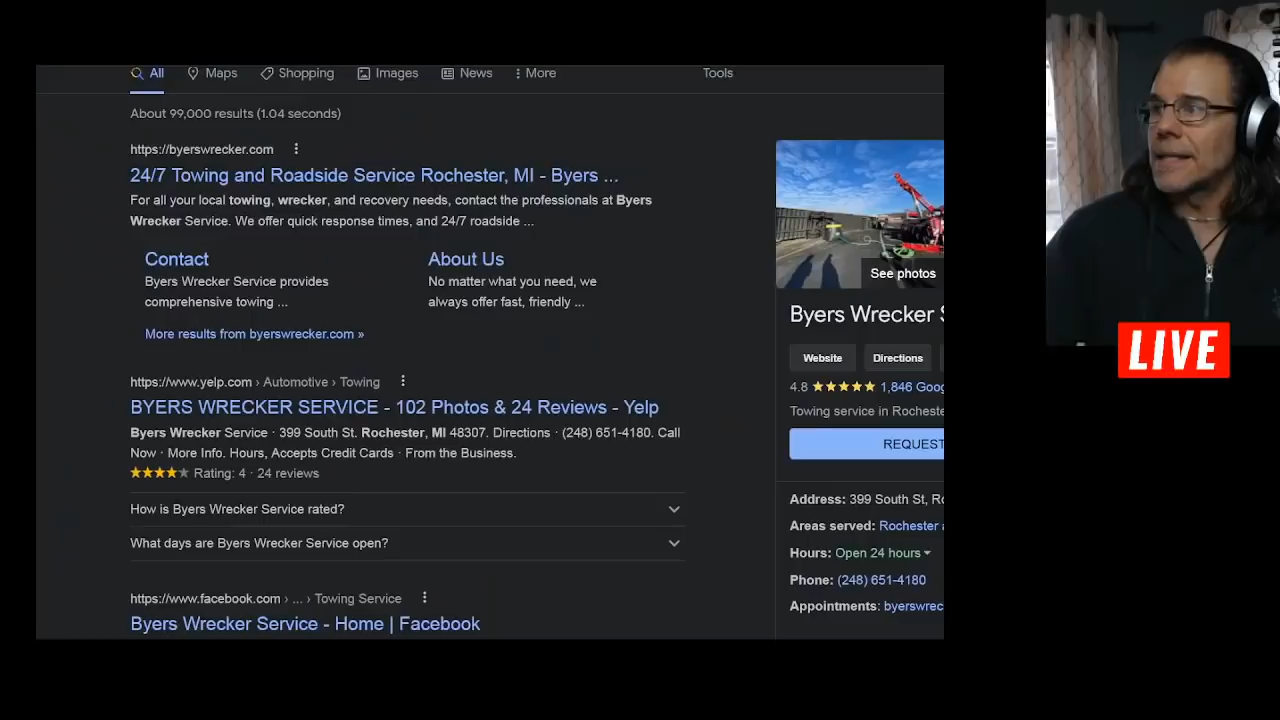 All
Maps
Shopping
Images
News
More
Tools
About 99,000 results (1.04 seconds)
https://byerswrecker.com
24/7 Towing and Roadside Service Rochester, MI - Byers ...
For all your local towing, wrecker, and recovery needs, contact the professionals at Byers
Wrecker Service. We offer quick response times, and 24/7 roadside ...
Contact
Byers Wrecker Service provides
comprehensive towing ...
About Us
No matter what you need, we
always offer fast, friendly ...
More results from byerswrecker.com »
https://www.yelp.com › Automotive › Towing
BYERS WRECKER SERVICE - 102 Photos & 24 Reviews - Yelp
Byers Wrecker Service · 399 South St. Rochester, MI 48307. Directions · (248) 651-4180. Call
Now · More Info. Hours, Accepts Credit Cards · From the Business.
Rating: 4 · 24 reviews
How is Byers Wrecker Service rated?
What days are Byers Wrecker Service open?
https://www.facebook.com › ... › Towing Service
Byers Wrecker Service - Home | Facebook
See photos
Byers Wrecker S
Website
Directions
4.8 1,846 Goog
Towing service in Rocheste
REQUEST
Address: 399 South St, Ro
Areas served: Rochester a
Hours: Open 24 hours
Phone: (248) 651-4180
Appointments: byerswrec
LIVE